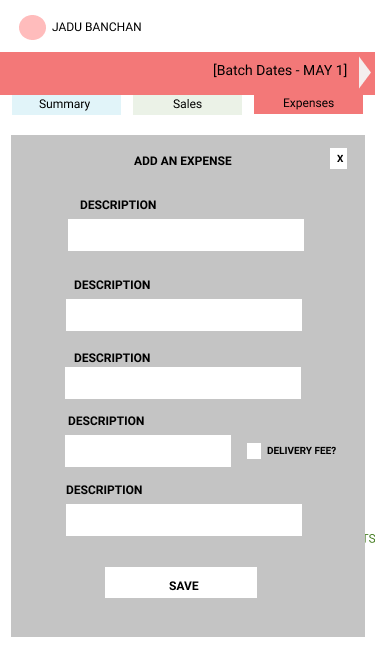 JADU BANCHAN
[Batch Dates - MAY 1]
Summary
Sales
Expenses
ADD AN EXPENSE
X
DESCRIPTION
DESCRIPTION
DESCRIPTION
DESCRIPTION
DELIVERY FEE?
DESCRIPTION
TS
SAVE